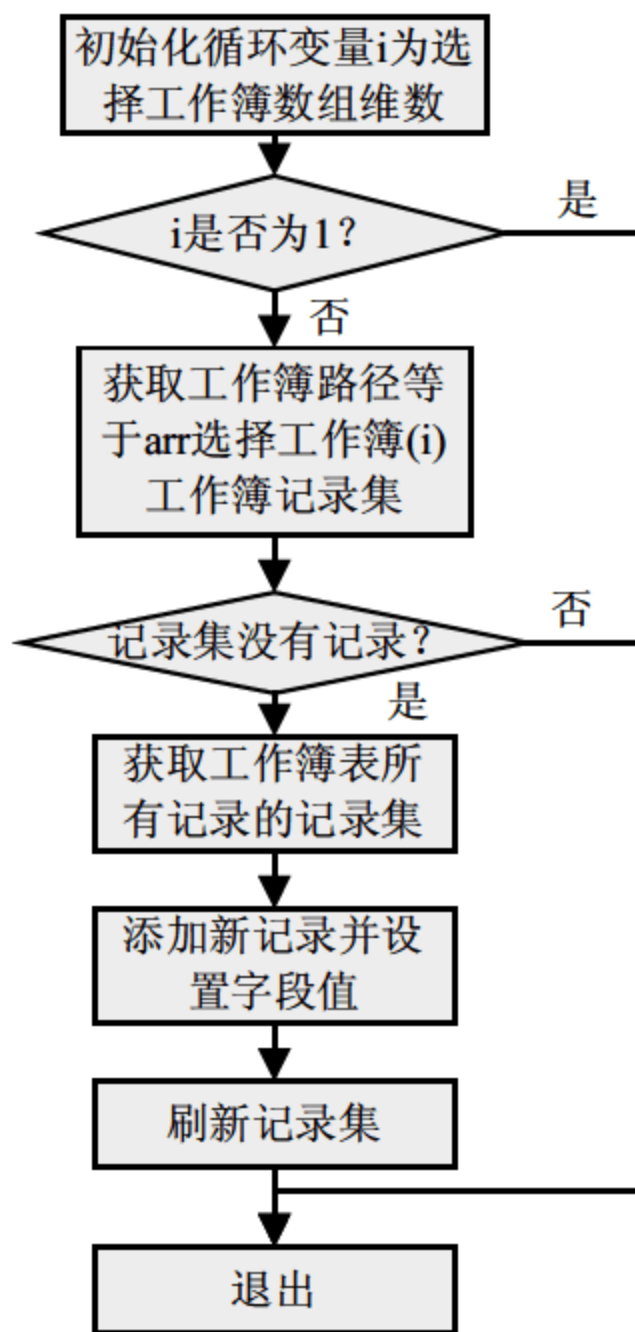 初始化循环变量i为选
择工作簿数组维数
i是否为1？
是
否
获取工作簿路径等
于arr选择工作簿(i)
工作簿记录集
记录集没有记录？
否
是
获取工作簿表所
有记录的记录集
添加新记录并设
置字段值
刷新记录集
退出